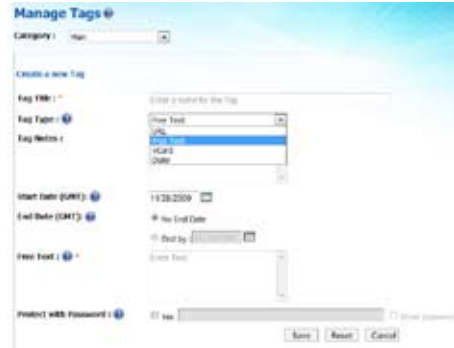 Manage Tags
Category : Main
Create a new Tag
Tag Title : *
Enter a name for the Tag
Tag Type : Free Text
URL
Free Text
vCard
Dialer
Tag Notes :
Start Date (GMT): 11/28/2009
End Date (GMT): No End Date
End by :
Free Text : *
Enter Text
Protect with Password : Yes
Show password
Save Reset Cancel